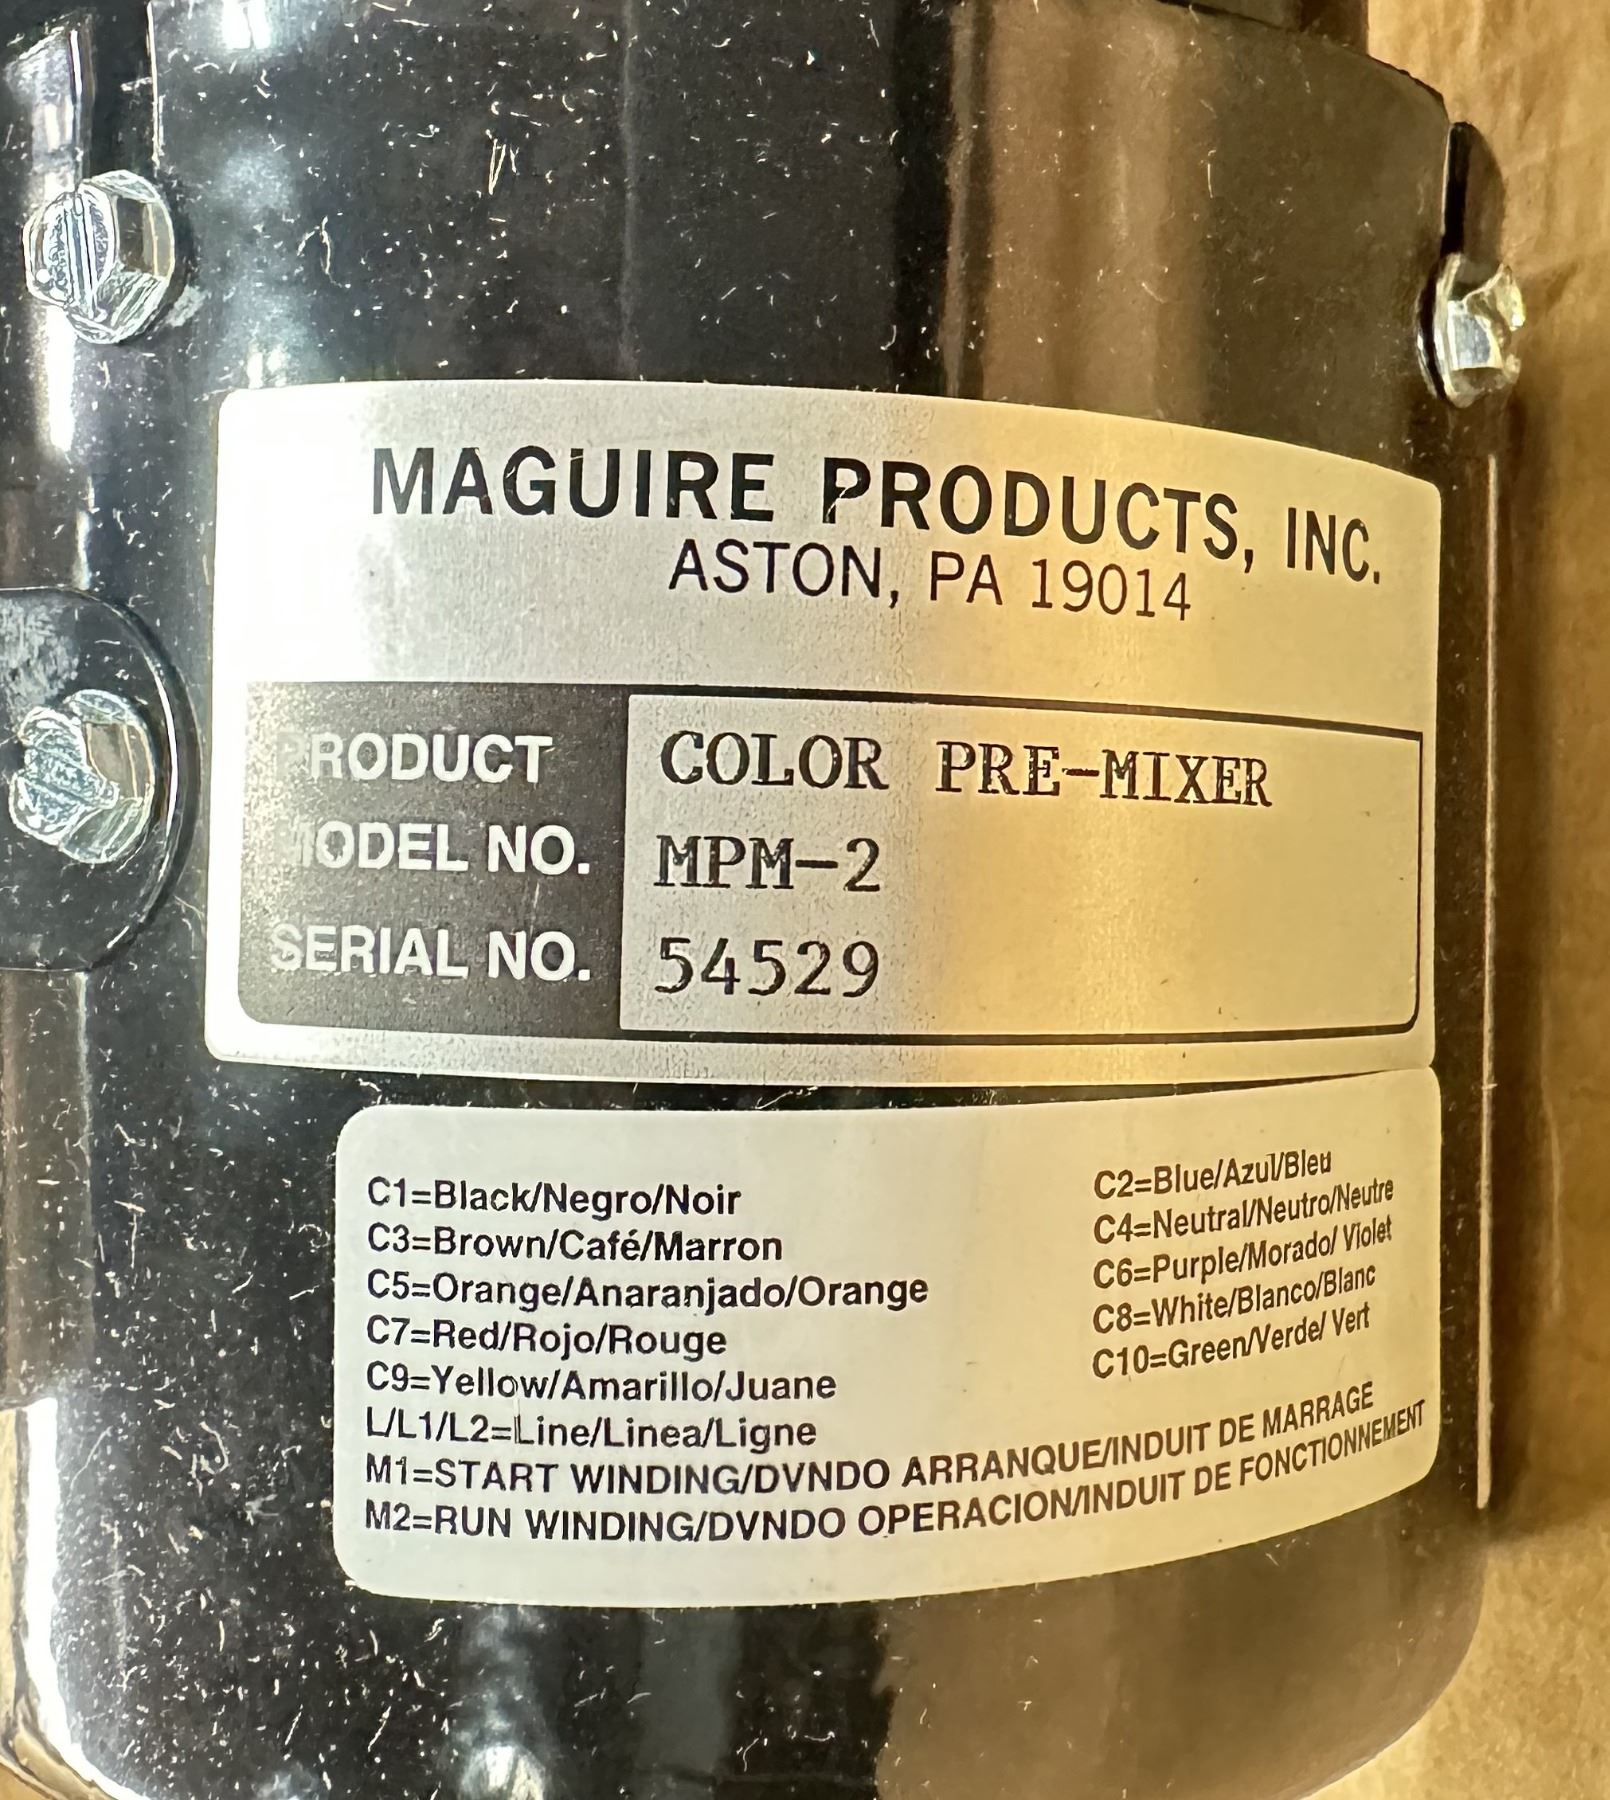 MAGUIRE PRODUCTS, INC.
ASTON, PA 19014
PRODUCT COLOR PRE-MIXER
MODEL NO. MPM-2
SERIAL NO. 54529
C1=Black/Negro/Noir C2=Blue/Azul/Bleu
C3=Brown/Café/Marron C4=Neutral/Neutro/Neutre
C5=Orange/Anaranjado/Orange C6=Purple/Morado/ Violet
C7=Red/Rojo/Rouge C8=White/Blanco/Blanc
C9=Yellow/Amarillo/Juane C10=Green/Verde/ Vert
L/L1/L2=Line/Linea/Ligne
M1=START WINDING/DVNDO ARRANQUE/INDUIT DE MARRAGE
M2=RUN WINDING/DVNDO OPERACION/INDUIT DE FONCTIONNEMENT